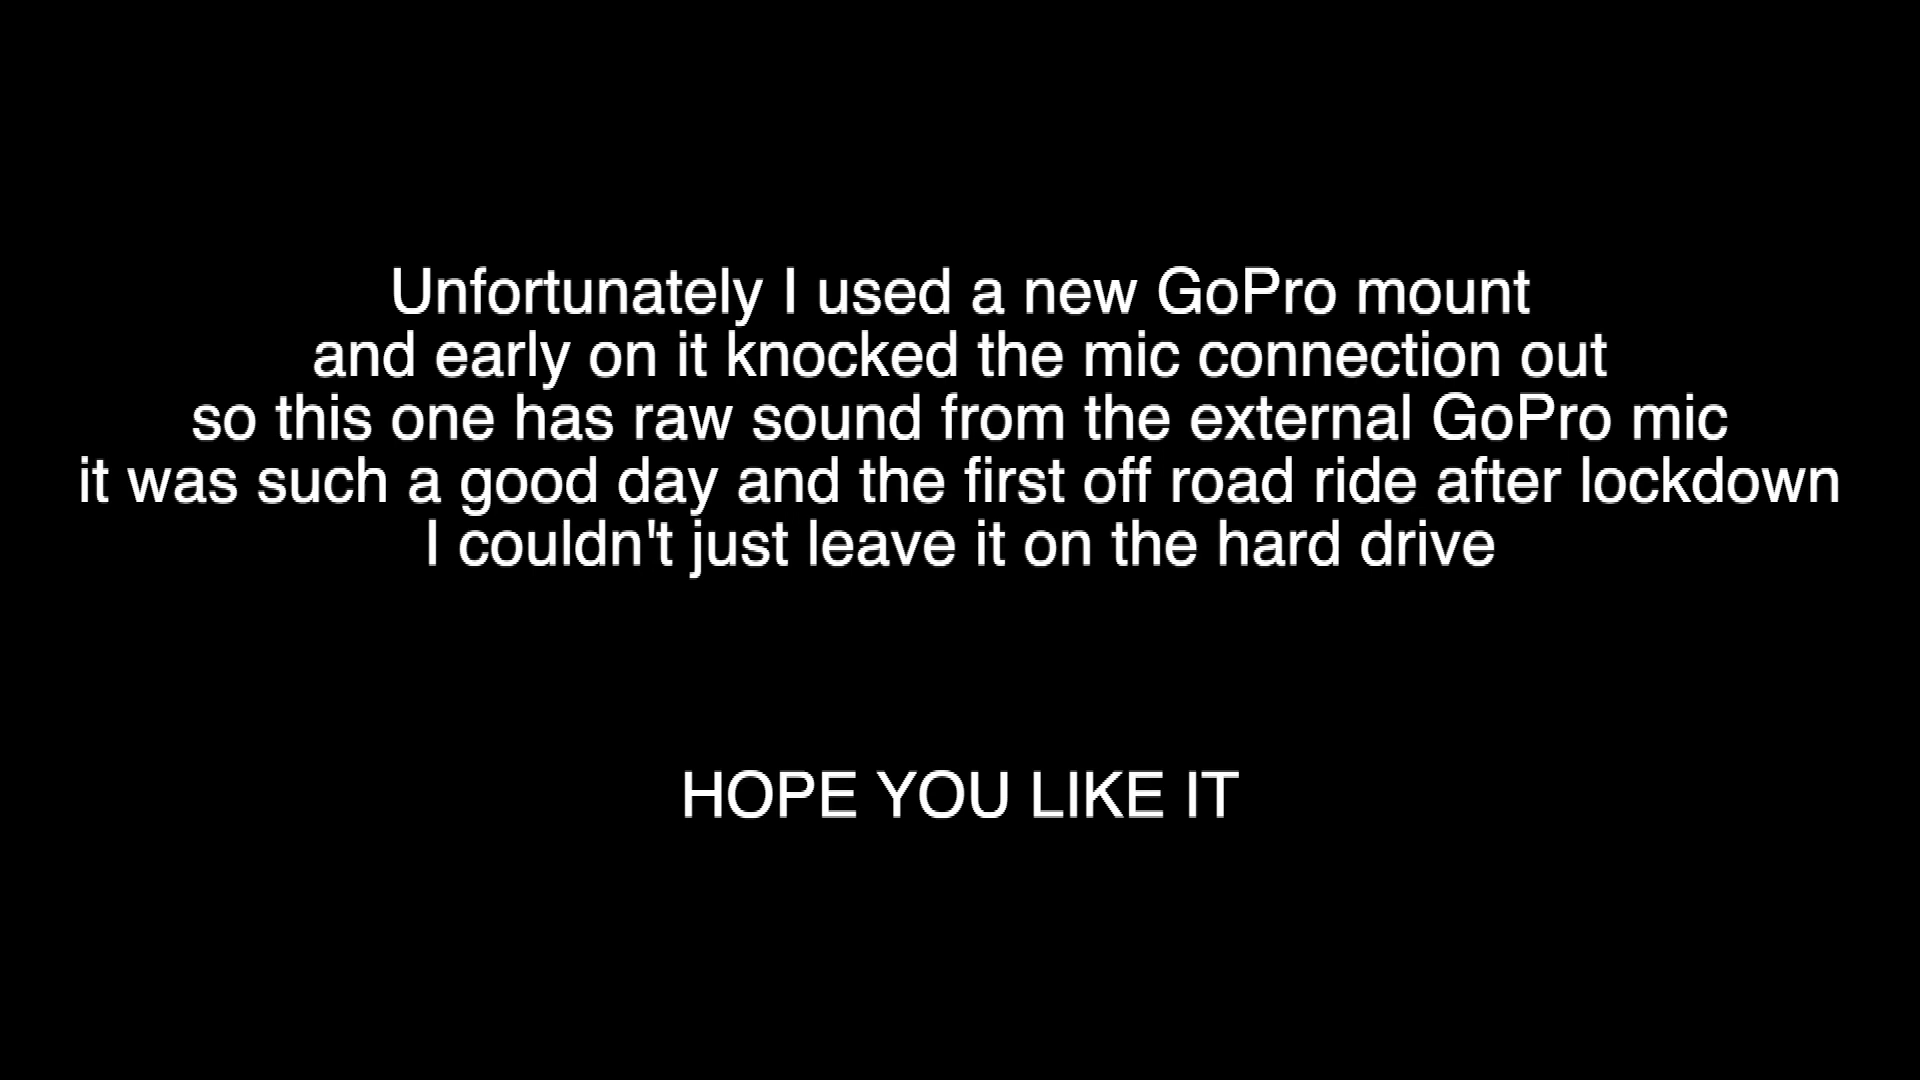 Unfortunately I used a new GoPro mount
and early on it knocked the mic connection out
so this one has raw sound from the external GoPro mic
it was such a good day and the first off road ride after lockdown
I couldn't just leave it on the hard drive
HOPE YOU LIKE IT